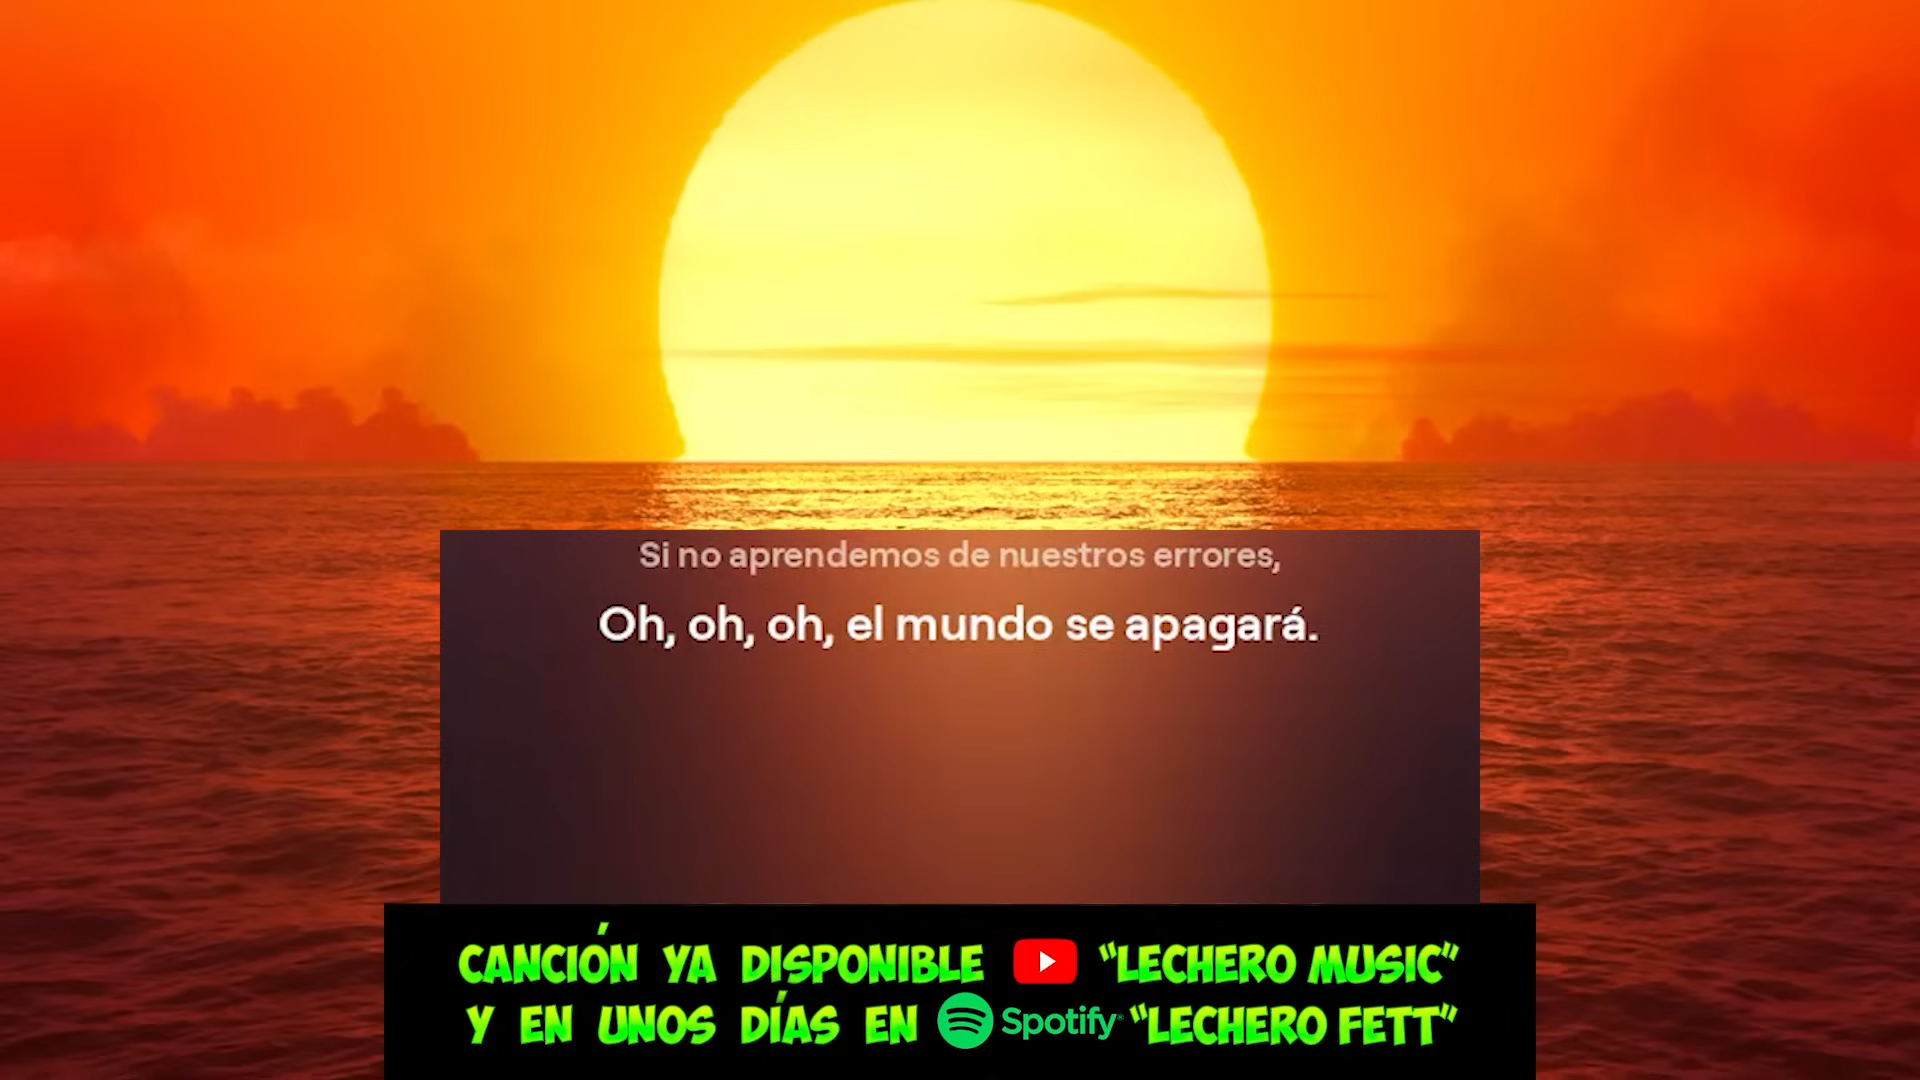 Si no aprendemos de nuestros errores,
Oh, oh, oh, el mundo se apagará.
CANCIÓN YA DISPONIBLE "LECHERO MUSIC"
Y EN UNOS DÍAS EN Spotify "LECHERO FETT"